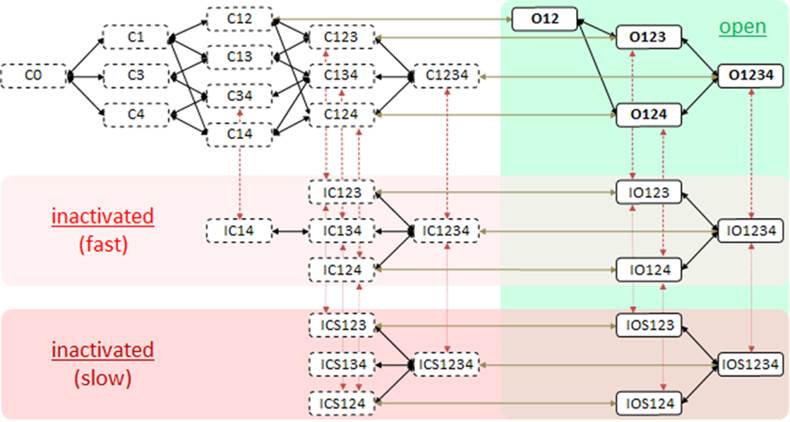 C12
O12
C1
C123
O123
open
C13
C0
C3
C134
C1234
O1234
C34
C4
C124
O124
C14
IC123
IO123
inactivated
(fast)
IC14
IC134
IC1234
IO1234
IC124
IO124
ICS123
IOS123
inactivated
(slow)
ICS134
ICS1234
IOS1234
ICS124
IOS124